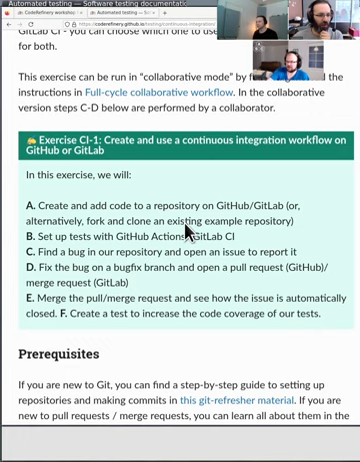 Automated testing — Software testing documenta
CodeRefinery worksho
Automated testing —
https://coderefinery.github.io/testing/continuous-integration/
GitLab CI - you can choose which one to use
for both.
This exercise can be run in “collaborative mode” by f the
instructions in Full-cycle collaborative workflow. In the collaborative
version steps C-D below are performed by a collaborator.
Exercise CI-1: Create and use a continuous integration workflow on
GitHub or GitLab
In this exercise, we will:
A. Create and add code to a repository on GitHub/GitLab (or,
alternatively, fork and clone an existing example repository)
B. Set up tests with GitHub Actions GitLab CI
C. Find a bug in our repository and open an issue to report it
D. Fix the bug on a bugfix branch and open a pull request (GitHub)/
merge request (GitLab)
E. Merge the pull/merge request and see how the issue is automatically
closed. F. Create a test to increase the code coverage of our tests.
Prerequisites
If you are new to Git, you can find a step-by-step guide to setting up
repositories and making commits in this git-refresher material. If you are
new to pull requests / merge requests, you can learn all about them in the